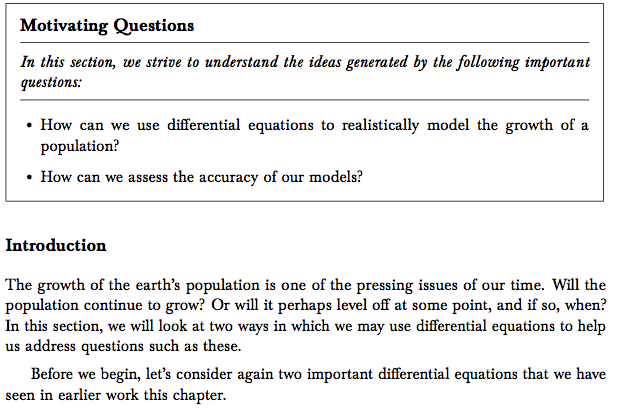 Motivating Questions
In this section, we strive to understand the ideas generated by the following important
questions:
• How can we use differential equations to realistically model the growth of a
population?
• How can we assess the accuracy of our models?
Introduction
The growth of the earth's population is one of the pressing issues of our time. Will the
population continue to grow? Or will it perhaps level off at some point, and if so, when?
In this section, we will look at two ways in which we may use differential equations to help
us address questions such as these.
Before we begin, let's consider again two important differential equations that we have
seen in earlier work this chapter.